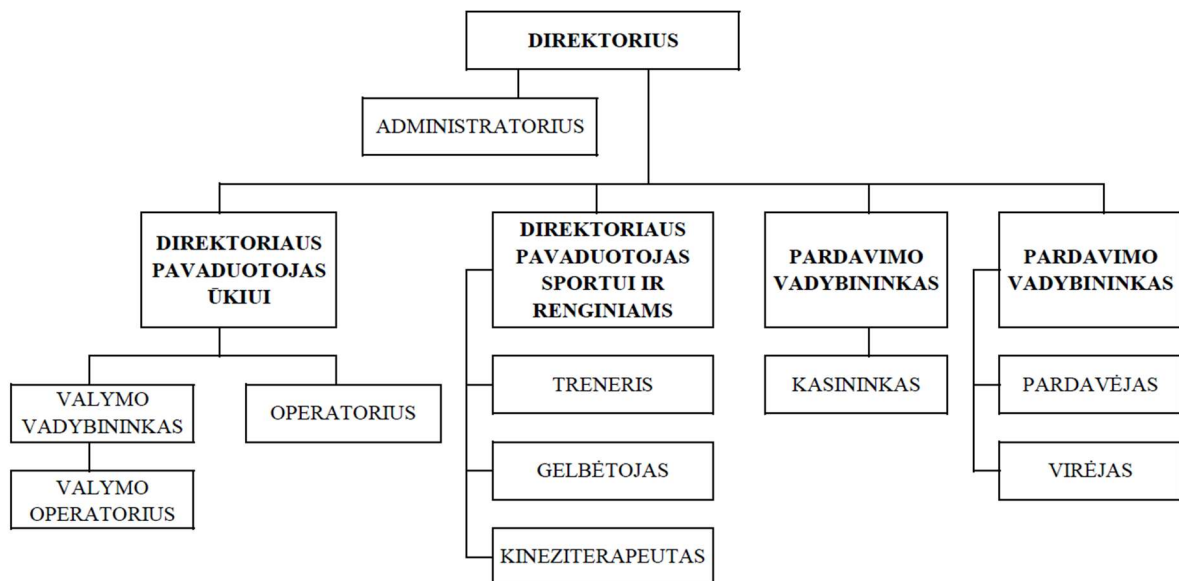 DIREKTORIUS
ADMINISTRATORIUS
DIREKTORIAUS
PAVADUOTOJAS
ŪKIUI
DIREKTORIAUS
PAVADUOTOJAS
SPORTUI IR
RENGINIAMS
PARDAVIMO
VADYBININKAS
PARDAVIMO
VADYBININKAS
VALYMO
VADYBININKAS
OPERATORIUS
TRENERIS
KASININKAS
PARDAVĖJAS
VALYMO
OPERATORIUS
GELBĖTOJAS
VIRĖJAS
KINEZITERAPEUTAS